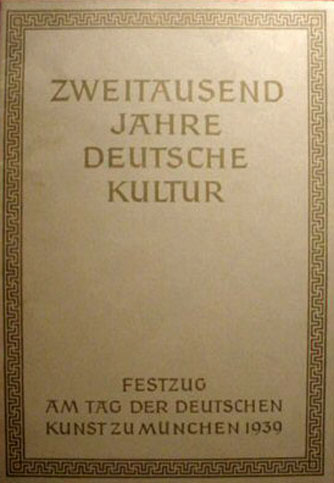 ZWEITAUSEND
JAHRE
DEUTSCHE
KULTUR
FESTZUG
AM TAG DER DEUTSCHEN
KUNST ZU MÜNCHEN 1939